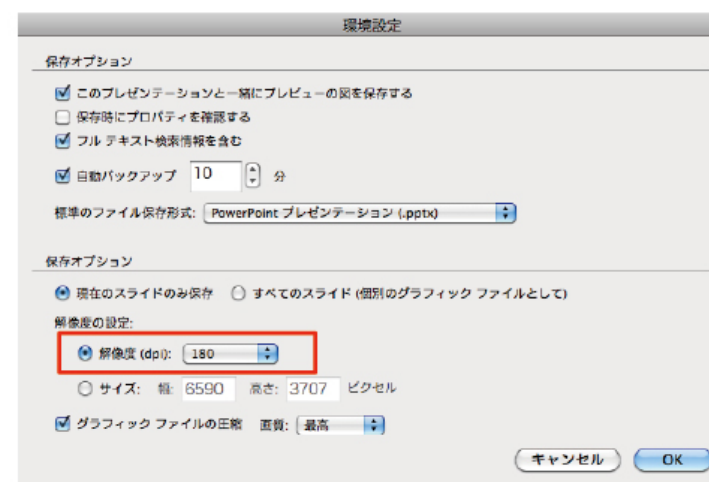 環境設定
保存オプション
このプレゼンテーションと一緒にプレビューの図を保存する
保存時にプロパティを確認する
フル テキスト検索情報を含む
自動バックアップ 10 分
標準のファイル保存形式: PowerPoint プレゼンテーション (.pptx)
保存オプション
現在のスライドのみ保存 すべてのスライド (個別のグラフィック ファイルとして)
解像度の設定:
解像度 (dpi): 180
サイズ: 幅: 6590 高さ: 3707 ピクセル
グラフィック ファイルの圧縮 画質: 最高
キャンセル OK